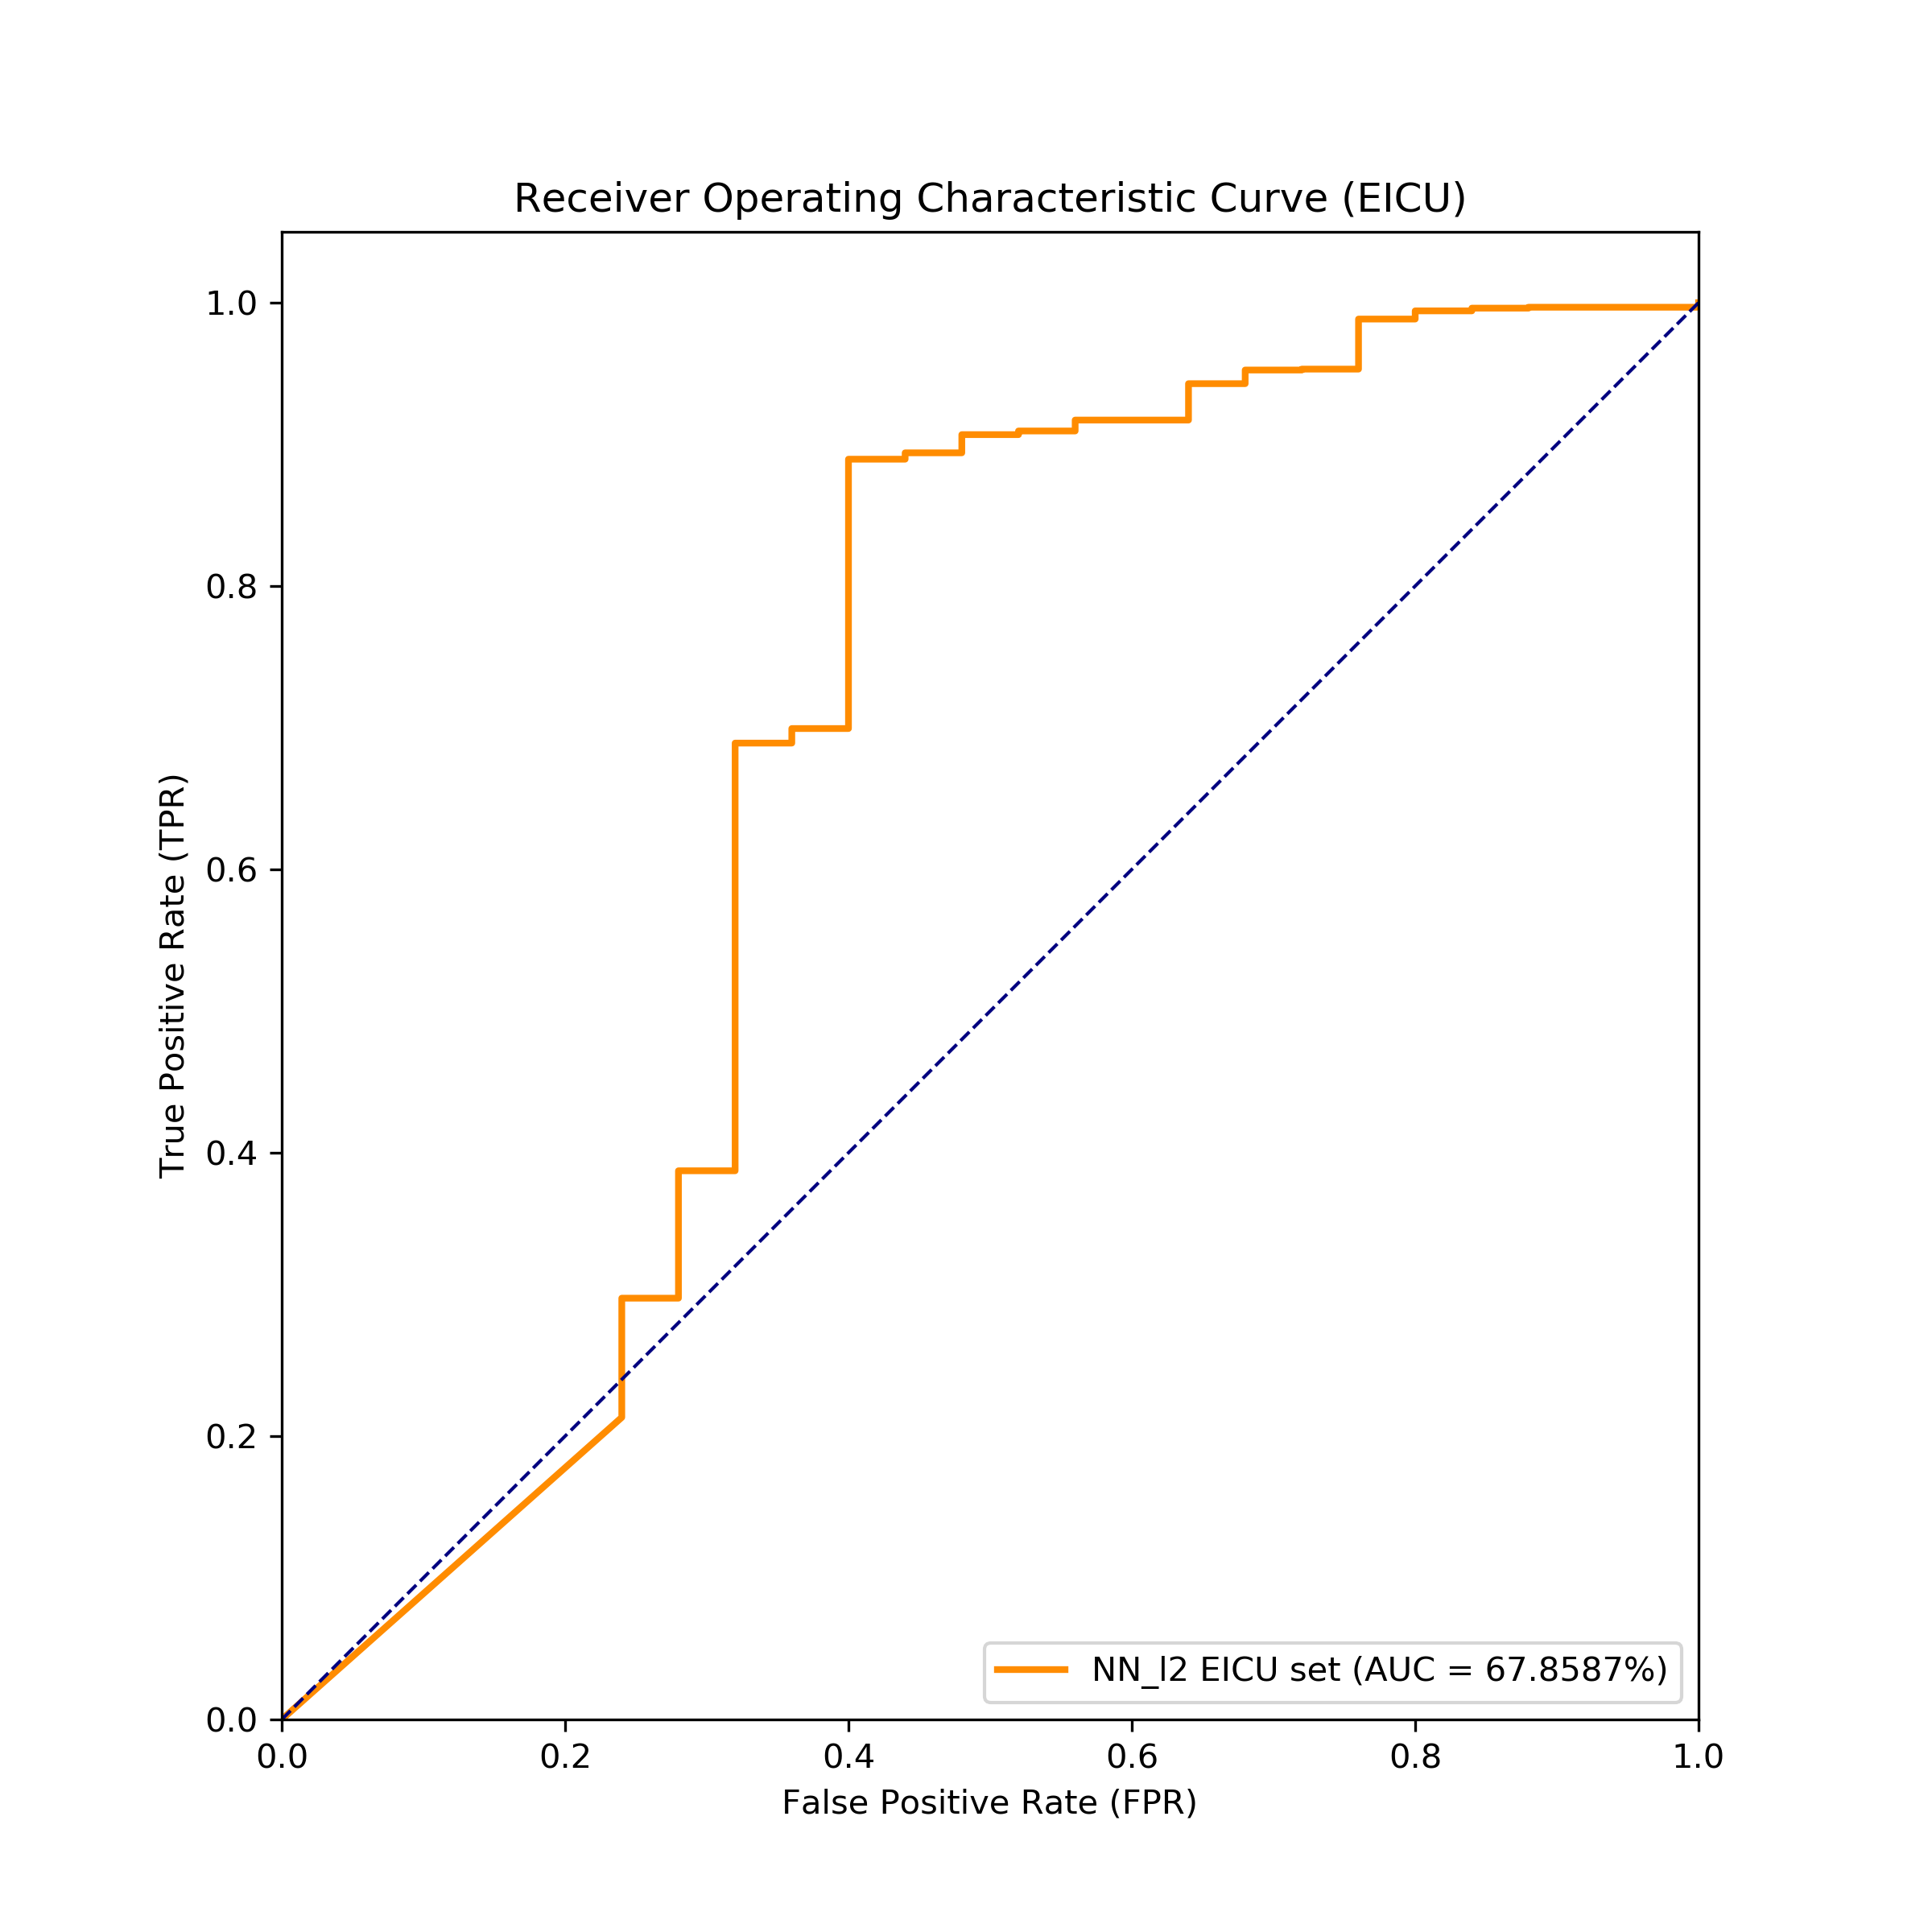 Receiver Operating Characteristic Curve (EICU)
1.0
0.8
0.6
0.4
0.2
0.0
True Positive Rate (TPR)
NN_l2 EICU set (AUC = 67.8587%)
0.0 0.2 0.4 0.6 0.8 1.0
False Positive Rate (FPR)